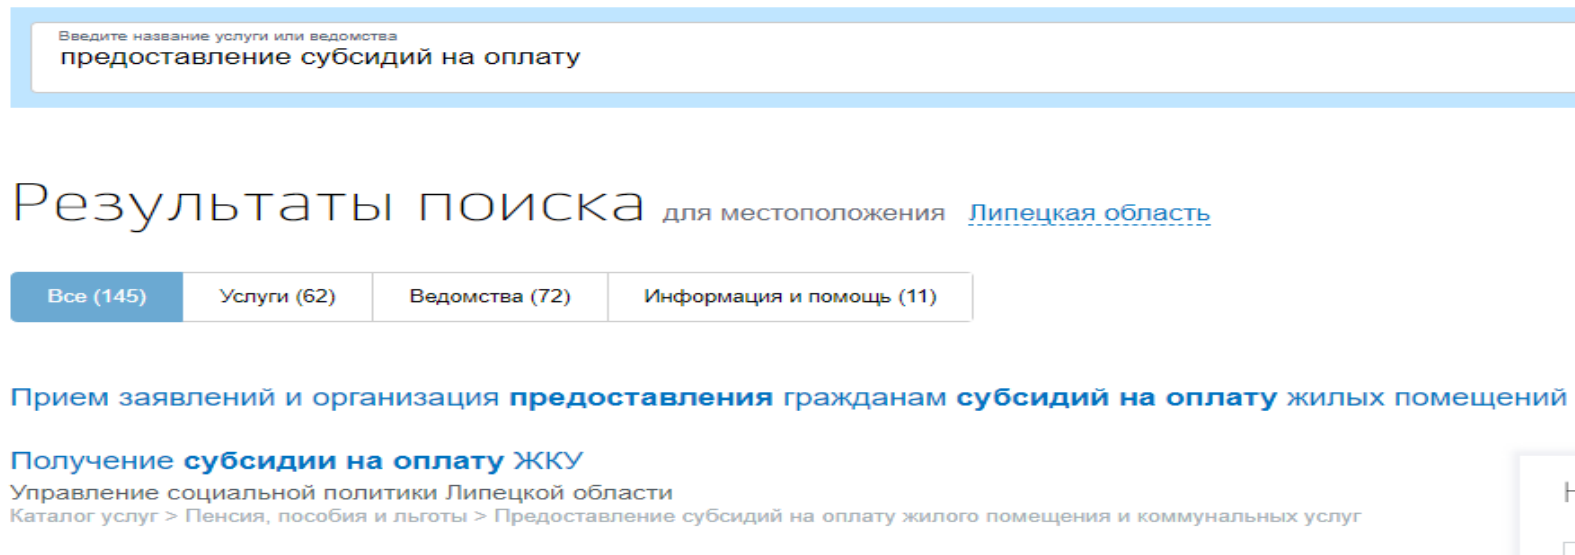 Введите название услуги или ведомства
предоставление субсидий на оплату
Результаты поиска для местоположения Липецкая область
Все (145) Услуги (62) Ведомства (72) Информация и помощь (11)
Прием заявлений и организация предоставления гражданам субсидий на оплату жилых помещений
Получение субсидии на оплату ЖКУ
Управление социальной политики Липецкой области
Каталог услуг > Пенсия, пособия и льготы > Предоставление субсидий на оплату жилого помещения и коммунальных услуг